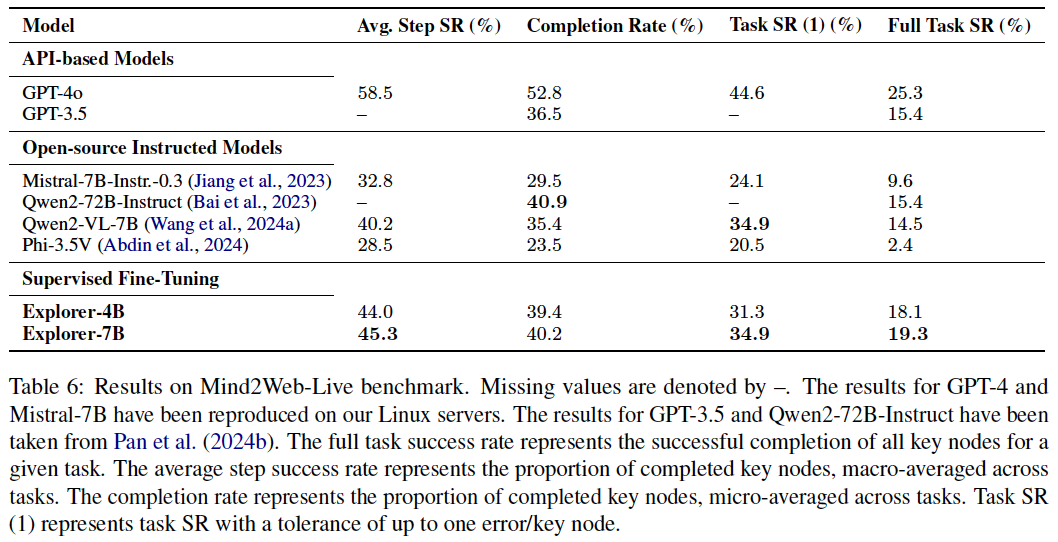 Model Avg. Step SR (%) Completion Rate (%) Task SR (1) (%) Full Task SR (%)
API-based Models
GPT-4o 58.5 52.8 44.6 25.3
GPT-3.5 – 36.5 – 15.4
Open-source Instructed Models
Mistral-7B-Instr.-0.3 (Jiang et al., 2023) 32.8 29.5 24.1 9.6
Qwen2-72B-Instruct (Bai et al., 2023) – 40.9 – 15.4
Qwen2-VL-7B (Wang et al., 2024a) 40.2 35.4 34.9 14.5
Phi-3.5V (Abdin et al., 2024) 28.5 23.5 20.5 2.4
Supervised Fine-Tuning
Explorer-4B 44.0 39.4 31.3 18.1
Explorer-7B 45.3 40.2 34.9 19.3
Table 6: Results on Mind2Web-Live benchmark. Missing values are denoted by –. The results for GPT-4 and
Mistral-7B have been reproduced on our Linux servers. The results for GPT-3.5 and Qwen2-72B-Instruct have been
taken from Pan et al. (2024b). The full task success rate represents the successful completion of all key nodes for a
given task. The average step success rate represents the proportion of completed key nodes, macro-averaged across
tasks. The completion rate represents the proportion of completed key nodes, micro-averaged across tasks. Task SR
(1) represents task SR with a tolerance of up to one error/key node.